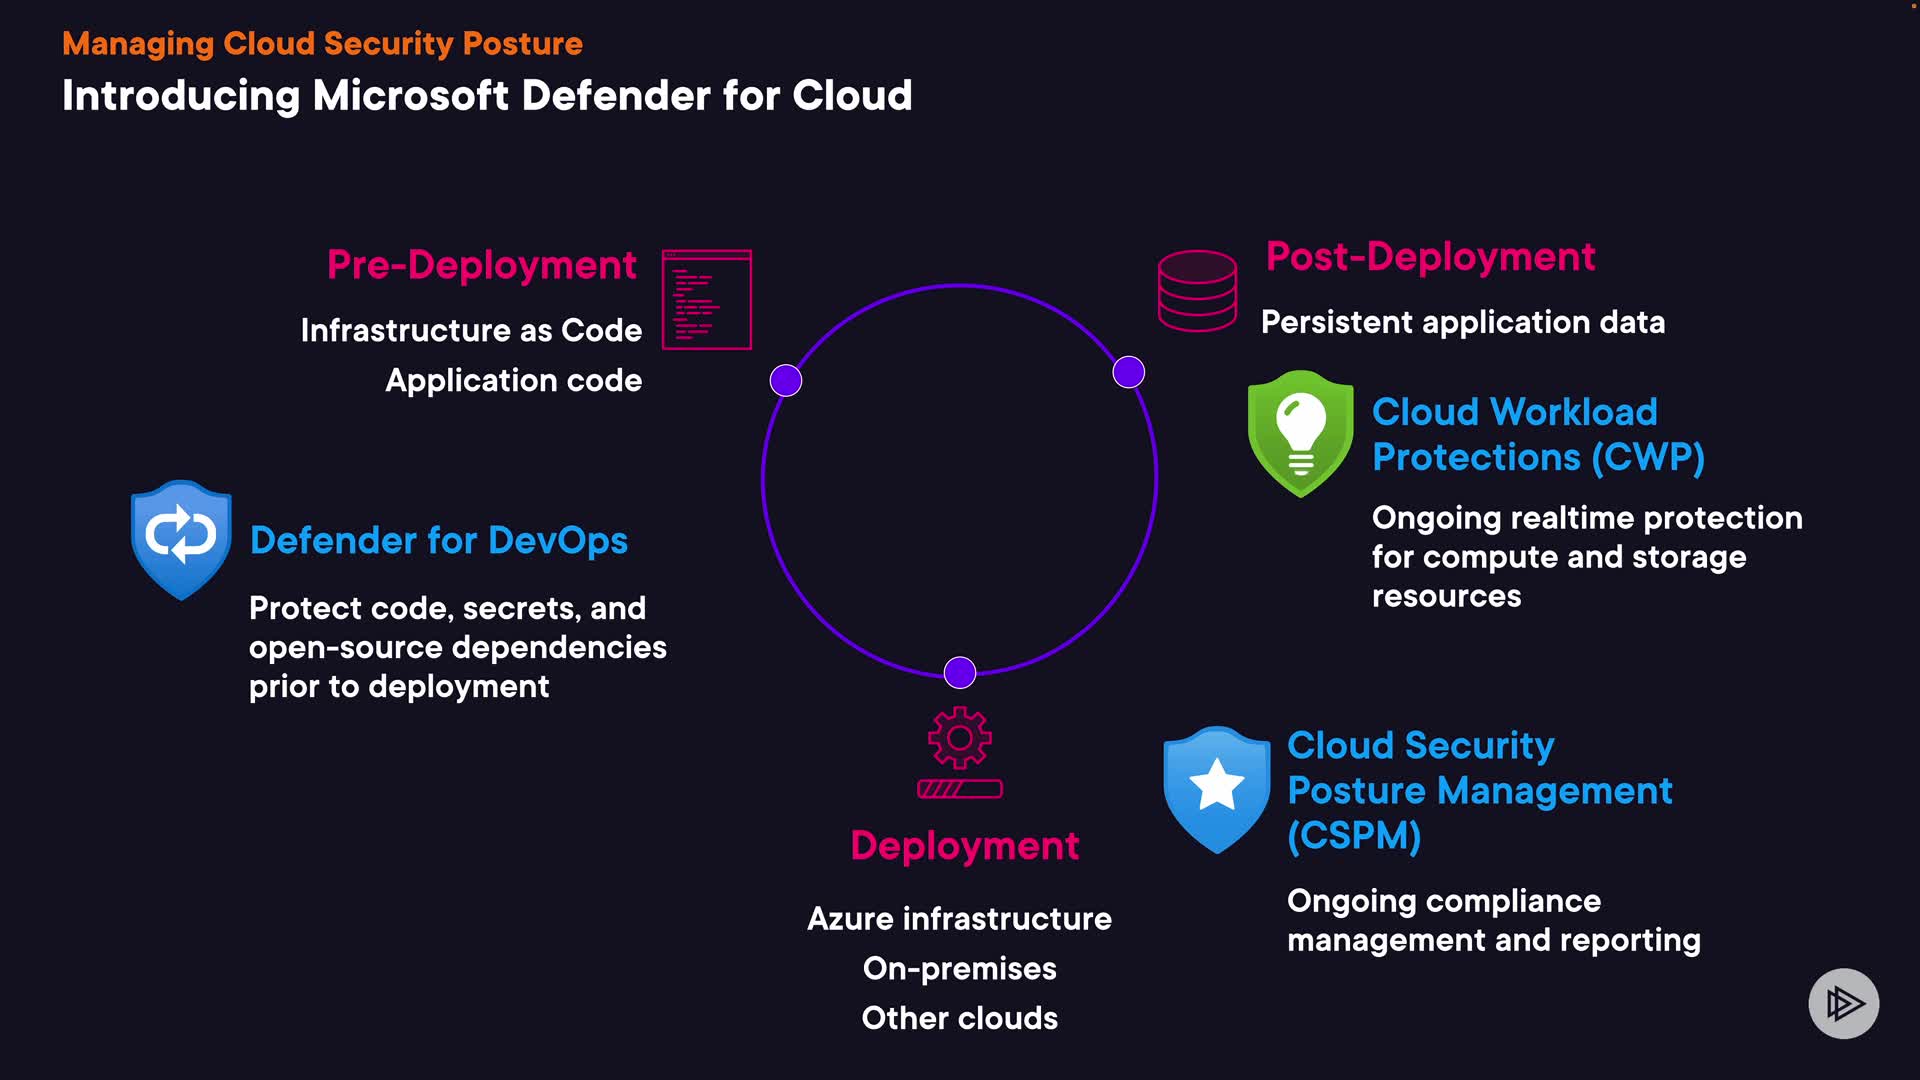 Managing Cloud Security Posture
Introducing Microsoft Defender for Cloud
Pre-Deployment
Infrastructure as Code
Application code
Defender for DevOps
Protect code, secrets, and
open-source dependencies
prior to deployment
Post-Deployment
Persistent application data
Cloud Workload
Protections (CWP)
Ongoing realtime protection
for compute and storage
resources
Deployment
Azure infrastructure
On-premises
Other clouds
Cloud Security
Posture Management
(CSPM)
Ongoing compliance
management and reporting